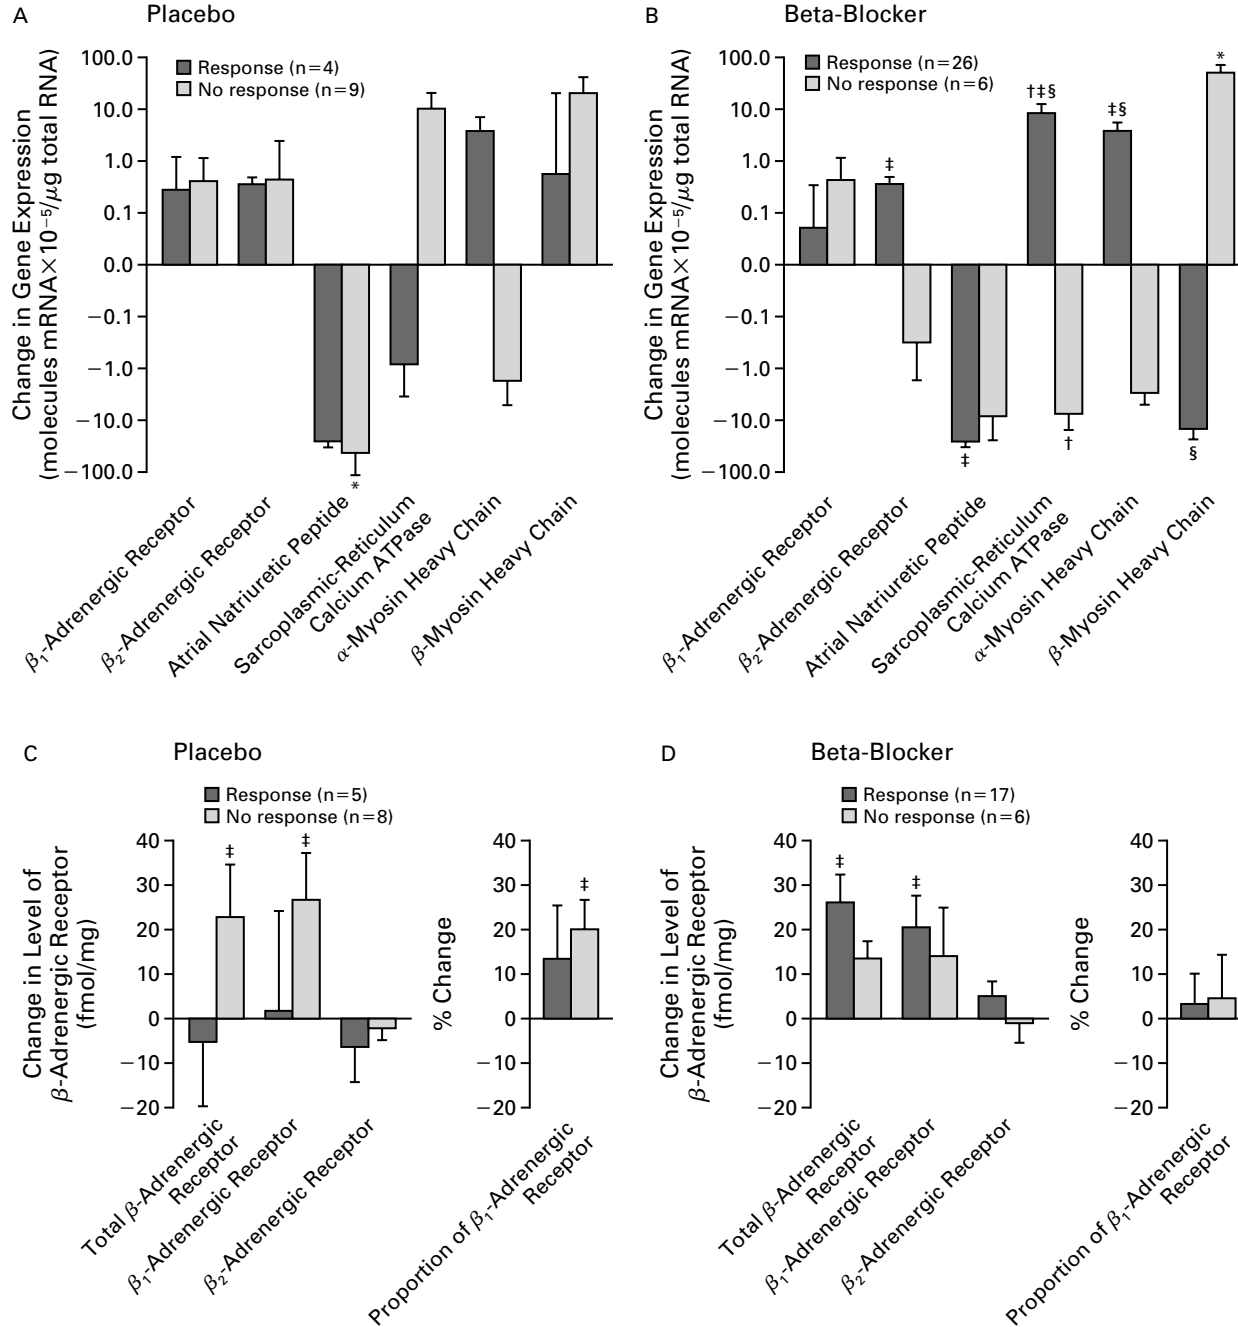 A
Placebo
Response (n=4)
No response (n=9)
Change in Gene Expression
(molecules mRNA×10⁻⁵/μg total RNA)
100.0
10.0
1.0
0.1
0.0
−0.1
−1.0
−10.0
−100.0
*
β₁-Adrenergic Receptor
β₂-Adrenergic Receptor
Atrial Natriuretic Peptide
Sarcoplasmic-Reticulum
Calcium ATPase
α-Myosin Heavy Chain
β-Myosin Heavy Chain
B
Beta-Blocker
Response (n=26)
No response (n=6)
Change in Gene Expression
(molecules mRNA×10⁻⁵/μg total RNA)
100.0
10.0
1.0
0.1
0.0
−0.1
−1.0
−10.0
−100.0
‡
‡
†‡§
†
‡§
§
*
β₁-Adrenergic Receptor
β₂-Adrenergic Receptor
Atrial Natriuretic Peptide
Sarcoplasmic-Reticulum
Calcium ATPase
α-Myosin Heavy Chain
β-Myosin Heavy Chain
C
Placebo
Response (n=5)
No response (n=8)
Change in Level of
β-Adrenergic Receptor
(fmol/mg)
40
30
20
10
0
−10
−20
‡
‡
Total β-Adrenergic
Receptor
β₁-Adrenergic Receptor
β₂-Adrenergic Receptor
% Change
40
30
20
10
0
−10
−20
‡
Proportion of β₁-Adrenergic
Receptor
D
Beta-Blocker
Response (n=17)
No response (n=6)
Change in Level of
β-Adrenergic Receptor
(fmol/mg)
40
30
20
10
0
−10
−20
‡
‡
Total β-Adrenergic
Receptor
β₁-Adrenergic Receptor
β₂-Adrenergic Receptor
% Change
40
30
20
10
0
−10
−20
Proportion of β₁-Adrenergic
Receptor